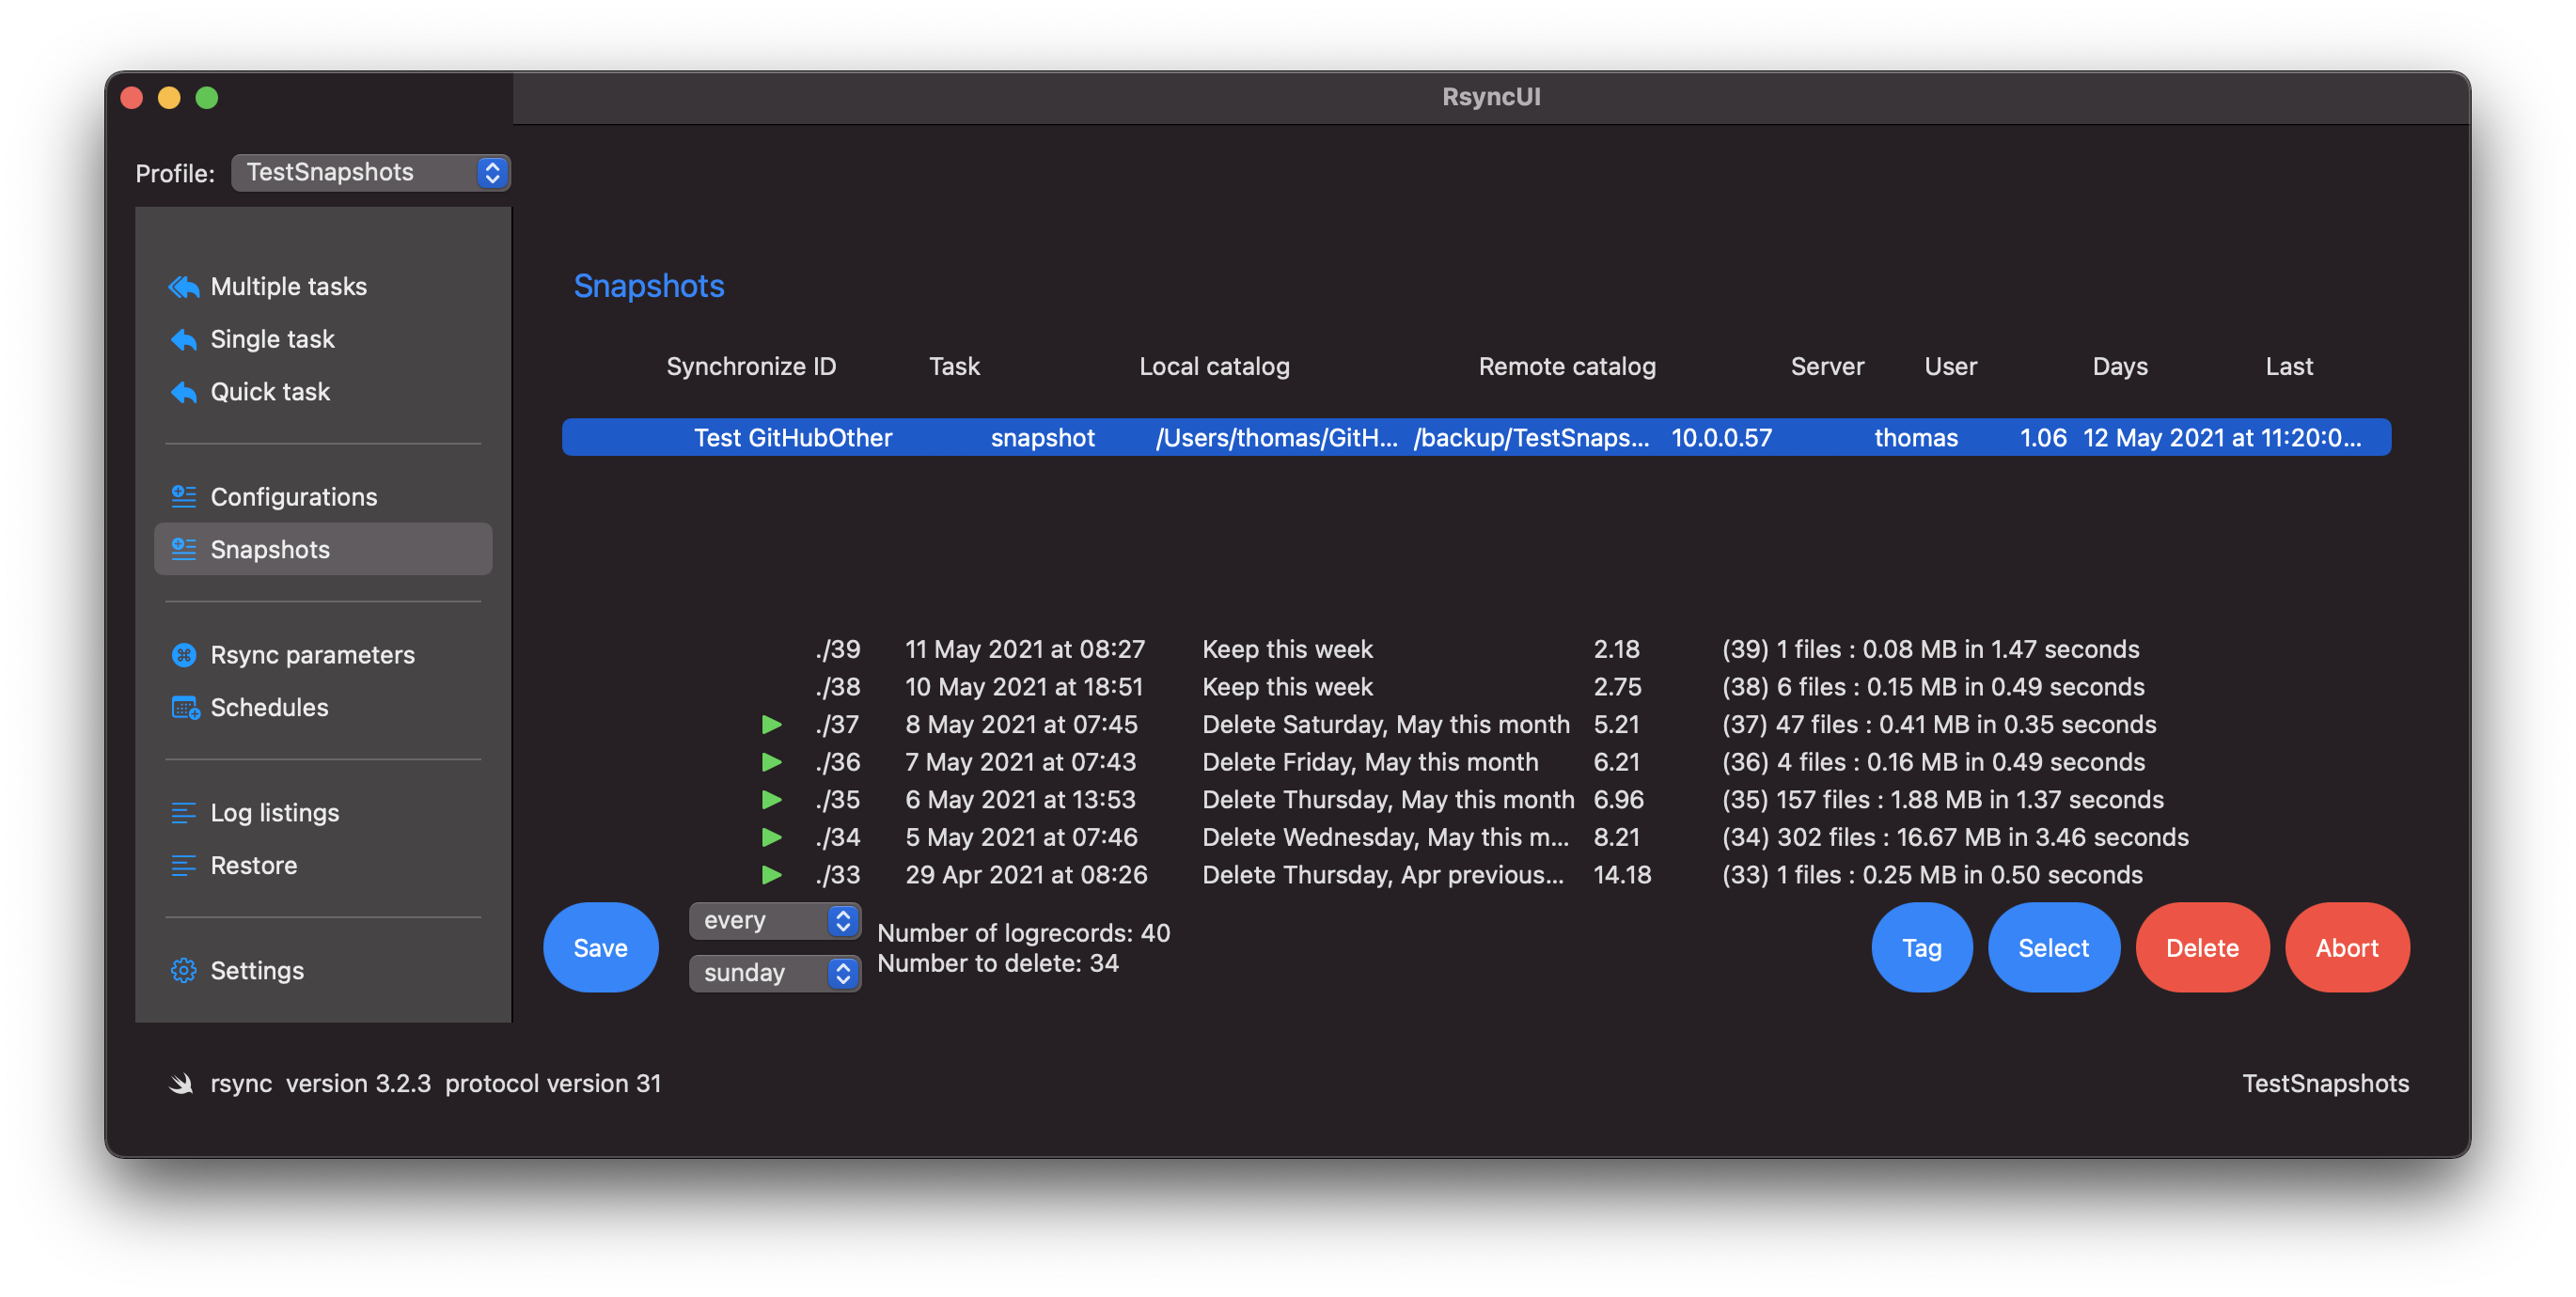 RsyncUI
Profile: TestSnapshots
Multiple tasks
Single task
Quick task
Configurations
Snapshots
Rsync parameters
Schedules
Log listings
Restore
Settings
Snapshots
Synchronize ID Task Local catalog Remote catalog Server User Days Last
Test GitHubOther snapshot /Users/thomas/GitH... /backup/TestSnaps... 10.0.0.57 thomas 1.06 12 May 2021 at 11:20:0...
./39 11 May 2021 at 08:27 Keep this week 2.18 (39) 1 files : 0.08 MB in 1.47 seconds
./38 10 May 2021 at 18:51 Keep this week 2.75 (38) 6 files : 0.15 MB in 0.49 seconds
./37 8 May 2021 at 07:45 Delete Saturday, May this month 5.21 (37) 47 files : 0.41 MB in 0.35 seconds
./36 7 May 2021 at 07:43 Delete Friday, May this month 6.21 (36) 4 files : 0.16 MB in 0.49 seconds
./35 6 May 2021 at 13:53 Delete Thursday, May this month 6.96 (35) 157 files : 1.88 MB in 1.37 seconds
./34 5 May 2021 at 07:46 Delete Wednesday, May this m... 8.21 (34) 302 files : 16.67 MB in 3.46 seconds
./33 29 Apr 2021 at 08:26 Delete Thursday, Apr previous... 14.18 (33) 1 files : 0.25 MB in 0.50 seconds
Save
every
sunday
Number of logrecords: 40
Number to delete: 34
Tag Select Delete Abort
rsync version 3.2.3 protocol version 31
TestSnapshots